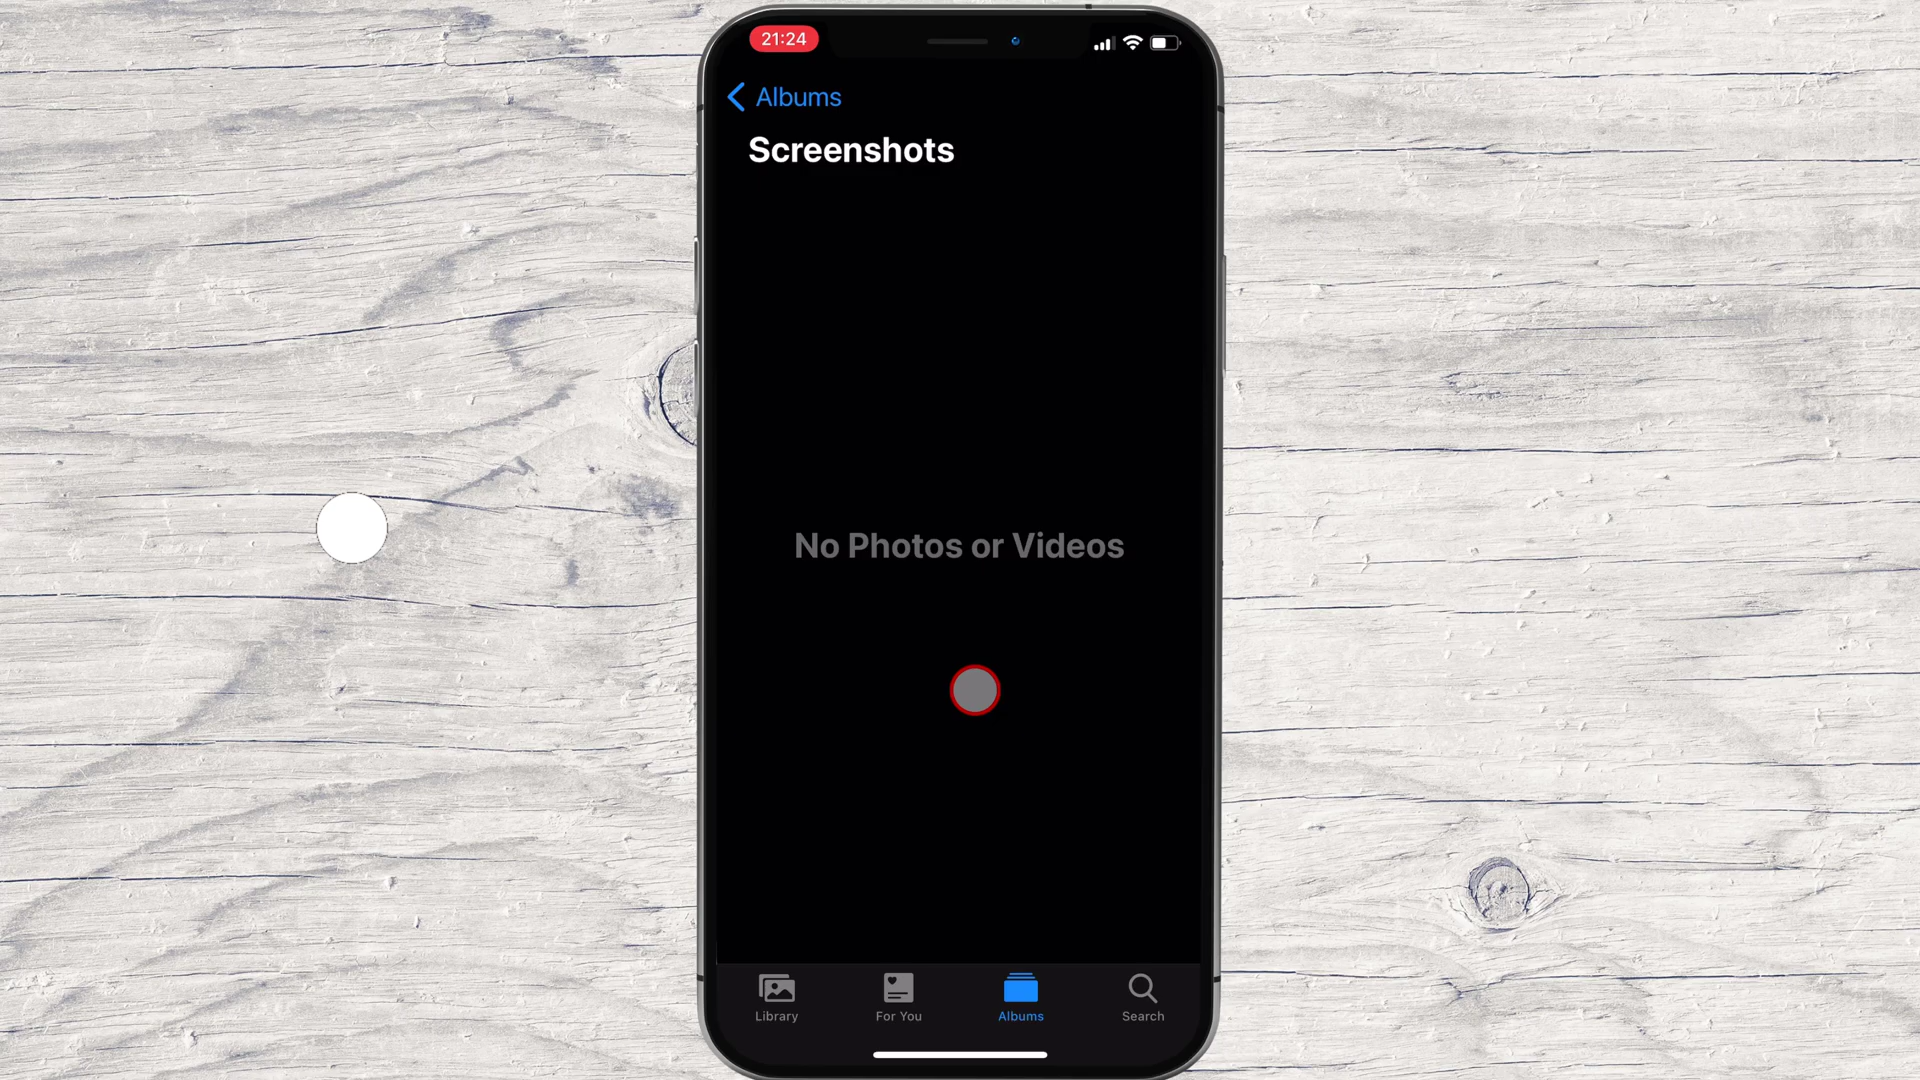 21:24
Albums
Screenshots
No Photos or Videos
Library
For You
Albums
Search